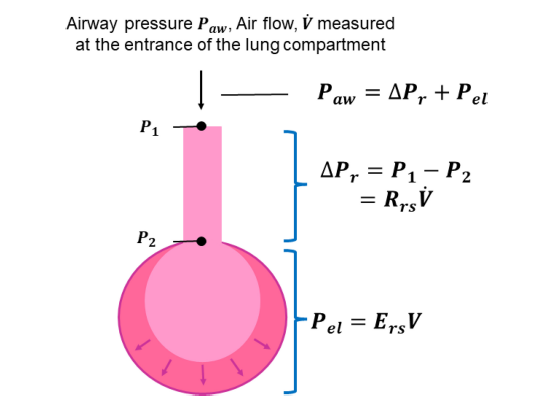 Airway pressure P_aw, Air flow, V̇ measured
at the entrance of the lung compartment
P_aw = ΔP_r + P_el
P_1
ΔP_r = P_1 − P_2
= R_rs V̇
P_2
P_el = E_rs V